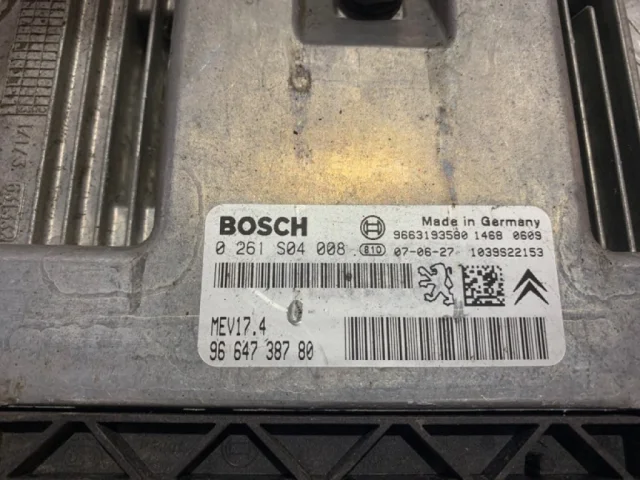 BOSCH
Made in Germany
9663193580 1468 0609
0 261 S04 008 810 07-06-27 1039S22153
MEV17.4
96 647 387 80